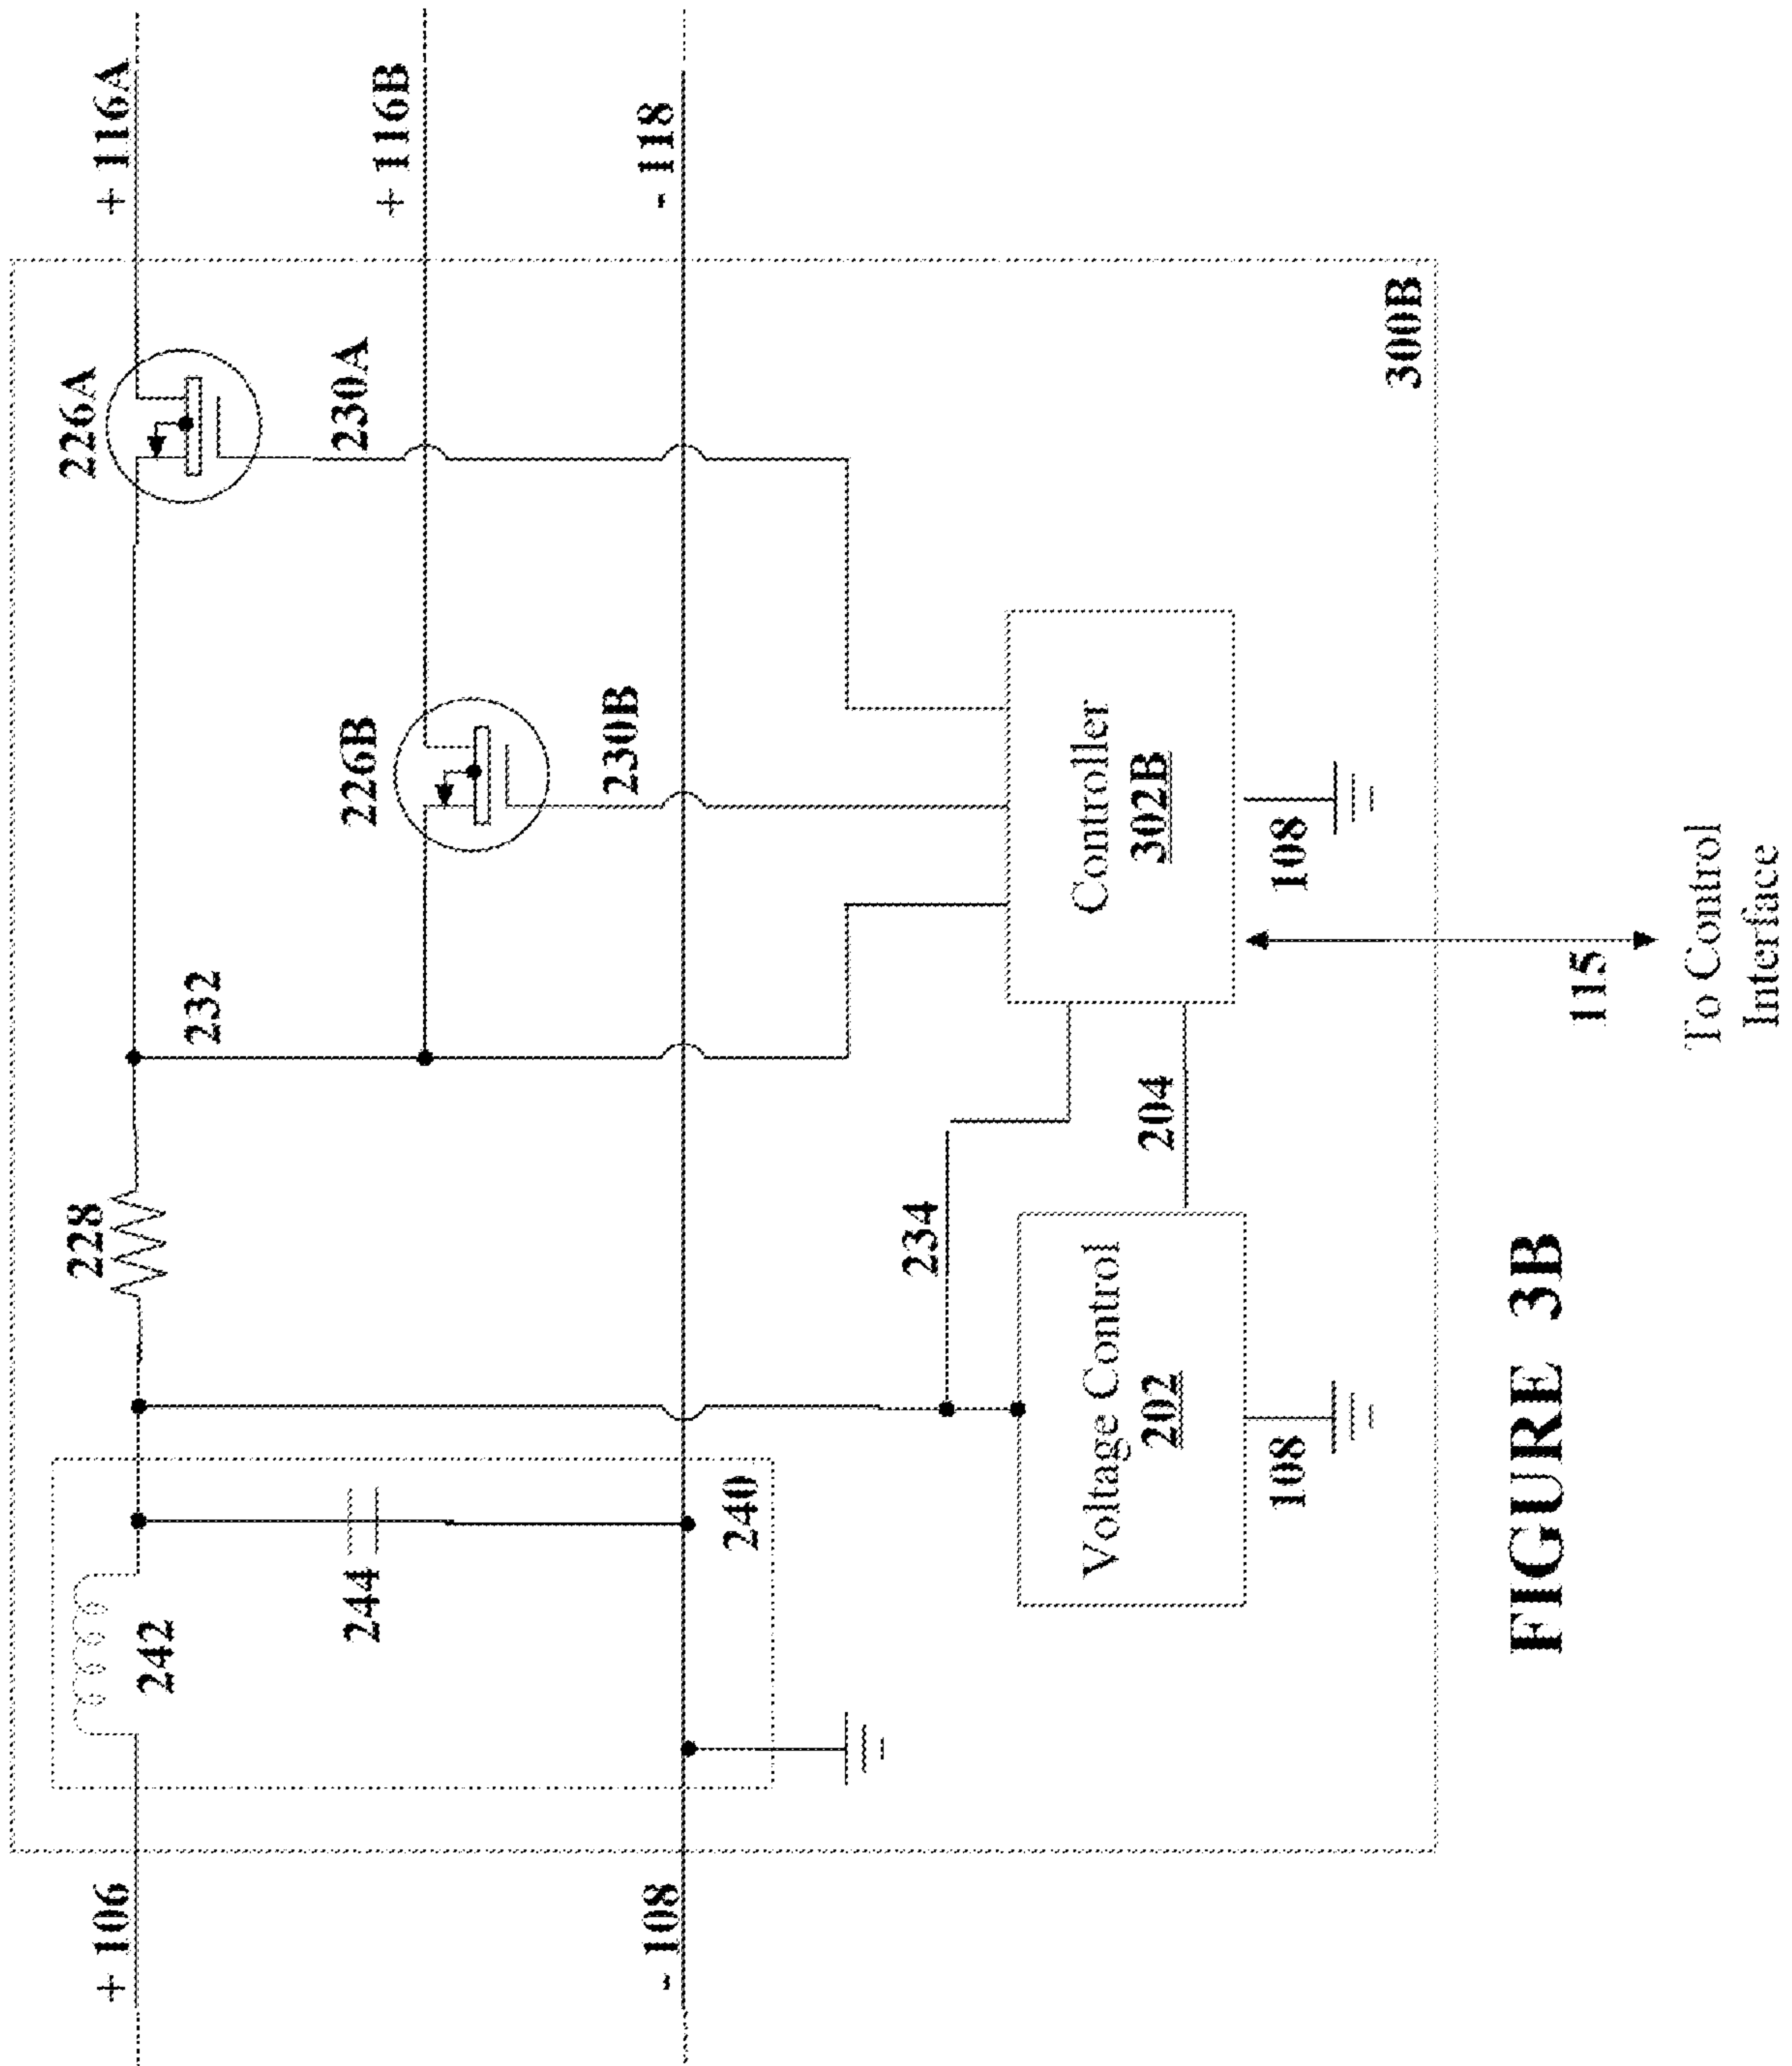 + 106
- 108
242
244
240
228
232
226A
230A
226B
230B
+ 116A
+ 116B
- 118
234
204
Voltage Control
202
108
Controller
302B
108
300B
115
To Control
Interface
FIGURE 3B